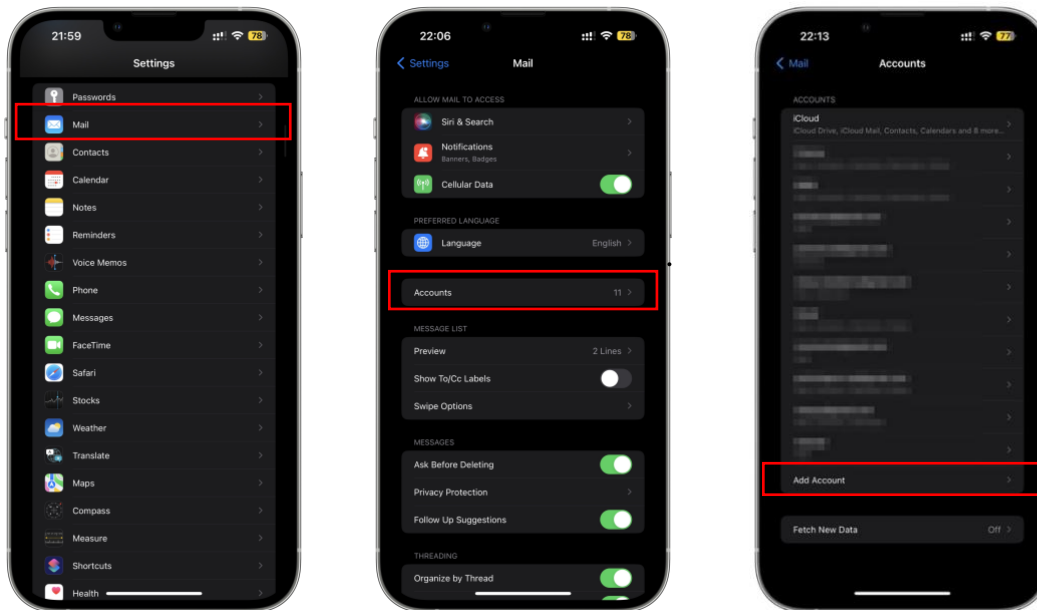 21:59
78
Settings
Passwords
Mail
Contacts
Calendar
Notes
Reminders
Voice Memos
Phone
Messages
FaceTime
Safari
Stocks
Weather
Translate
Maps
Compass
Measure
Shortcuts
Health
22:06
78
Settings
Mail
ALLOW MAIL TO ACCESS
Siri & Search
Notifications
Banners, Badges
Cellular Data
PREFERRED LANGUAGE
Language English
Accounts 11
MESSAGE LIST
Preview 2 Lines
Show To/Cc Labels
Swipe Options
MESSAGES
Ask Before Deleting
Privacy Protection
Follow Up Suggestions
THREADING
Organize by Thread
22:13
77
Mail
Accounts
ACCOUNTS
iCloud
iCloud Drive, iCloud Mail, Contacts, Calendars and 8 more...
Add Account
Fetch New Data Off